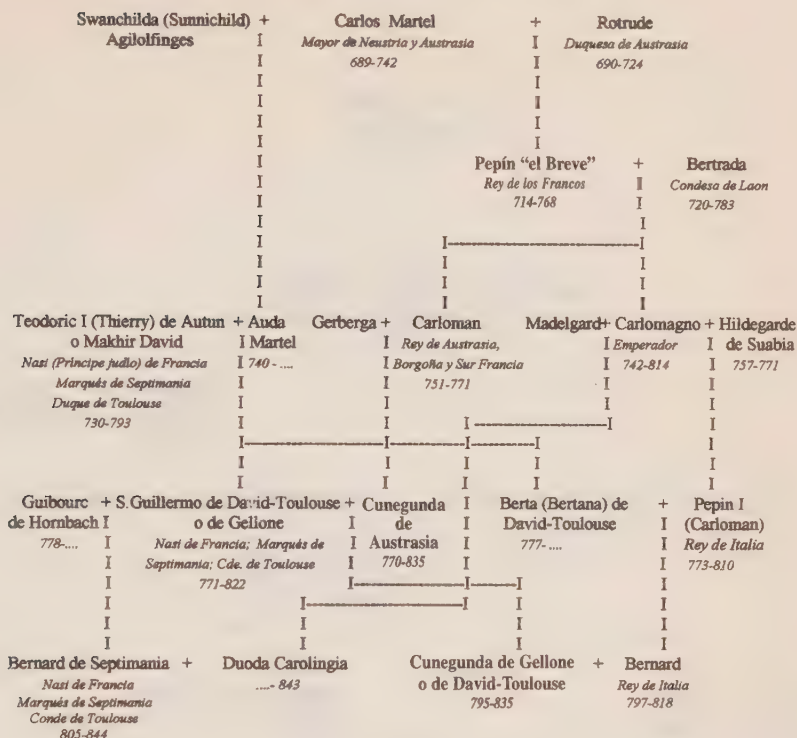 Swanchilda (Sunnichild) +
Agilolfinges
Carlos Martel +
Mayor de Neustria y Austrasia
689-742
Rotrude
Duquesa de Austrasia
690-724
Pepín “el Breve” +
Rey de los Francos
714-768
Bertrada
Condesa de Laon
720-783
Teodoric I (Thierry) de Autun +
o Makhir David
Nasi (Príncipe judío) de Francia
Marqués de Septimania
Duque de Toulouse
730-793
Auda
Martel
740 - ....
Gerberga +
Carloman
Rey de Austrasia,
Borgoña y Sur Francia
751-771
Madelgard +
Carlomagno +
Emperador
742-814
Hildegarde
de Suabia
757-771
Guibourc +
de Hornbach
778-....
S. Guillermo de David-Toulouse +
o de Gellone
Nasi de Francia; Marqués de
Septimania; Cde. de Toulouse
771-822
Cunegunda
de
Austrasia
770-835
Berta (Bertana) de +
David-Toulouse
777- ....
Pepin I
(Carloman)
Rey de Italia
773-810
Bernard de Septimania +
Nasi de Francia
Marqués de Septimania
Conde de Toulouse
805-844
Duoda Carolingia
....- 843
Cunegunda de Gellone +
o de David-Toulouse
795-835
Bernard
Rey de Italia
797-818